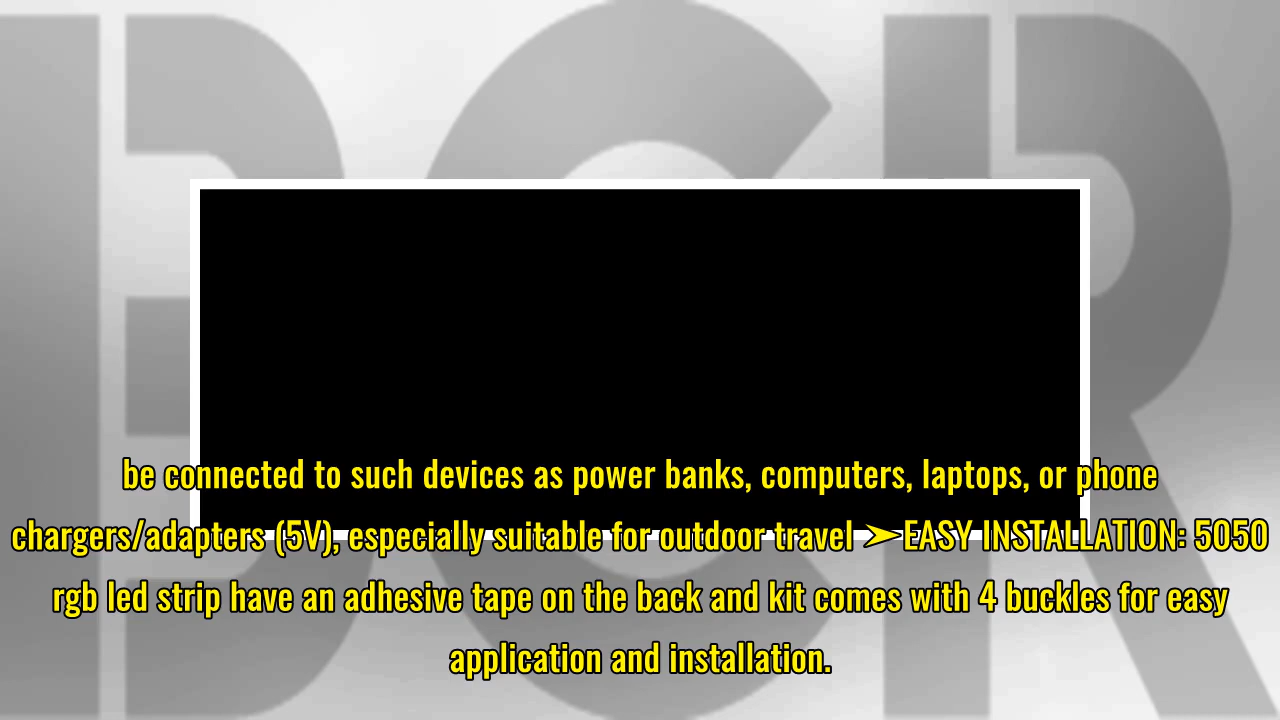 BCR
be connected to such devices as power banks, computers, laptops, or phone
chargers/adapters (5V), especially suitable for outdoor travel ➢EASY INSTALLATION: 5050
rgb led strip have an adhesive tape on the back and kit comes with 4 buckles for easy
application and installation.